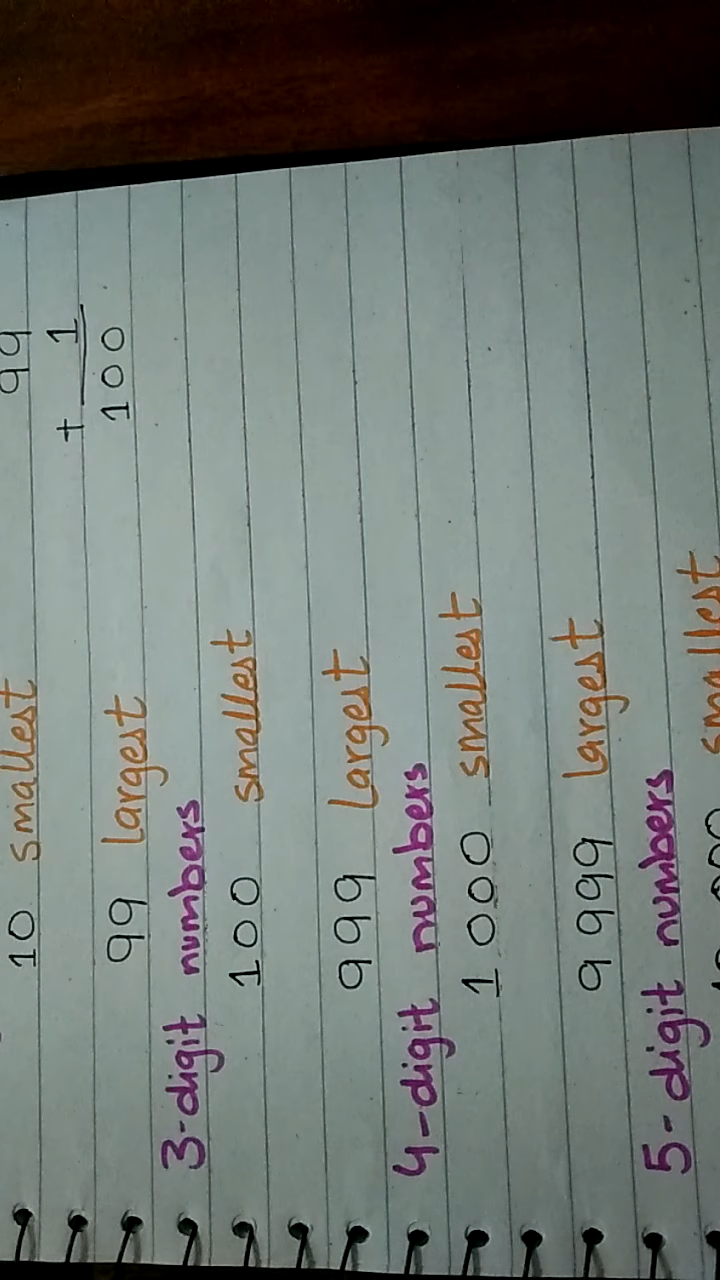 10 smallest 99
+ 1
99 largest 100
3-digit numbers
100 smallest
999 largest
4-digit numbers
1000 smallest
9999 largest
5-digit numbers
smallest